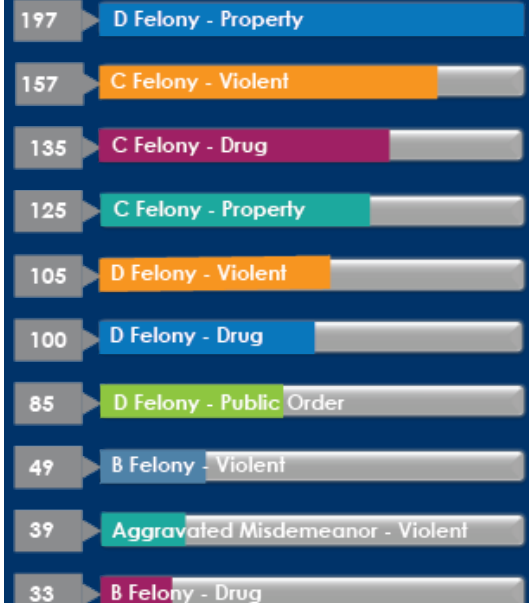 197 D Felony - Property
157 C Felony - Violent
135 C Felony - Drug
125 C Felony - Property
105 D Felony - Violent
100 D Felony - Drug
85 D Felony - Public Order
49 B Felony - Violent
39 Aggravated Misdemeanor - Violent
33 B Felony - Drug